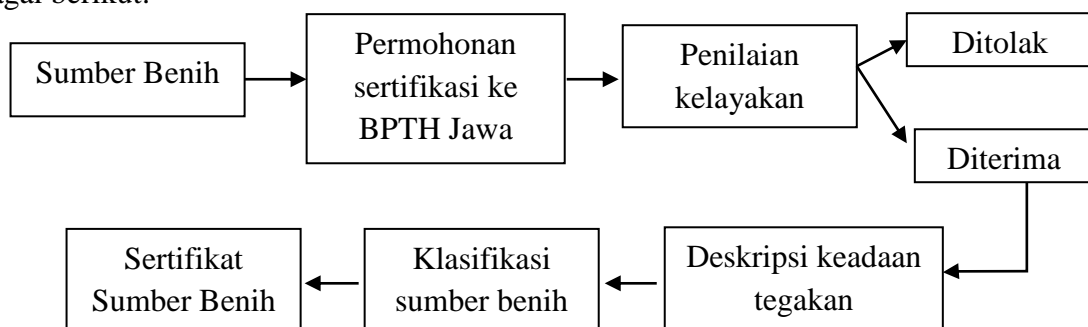 agai berikut:
Sumber Benih
Permohonan
sertifikasi ke
BPTH Jawa
Penilaian
kelayakan
Ditolak
Diterima
Deskripsi keadaan
tegakan
Klasifikasi
sumber benih
Sertifikat
Sumber Benih